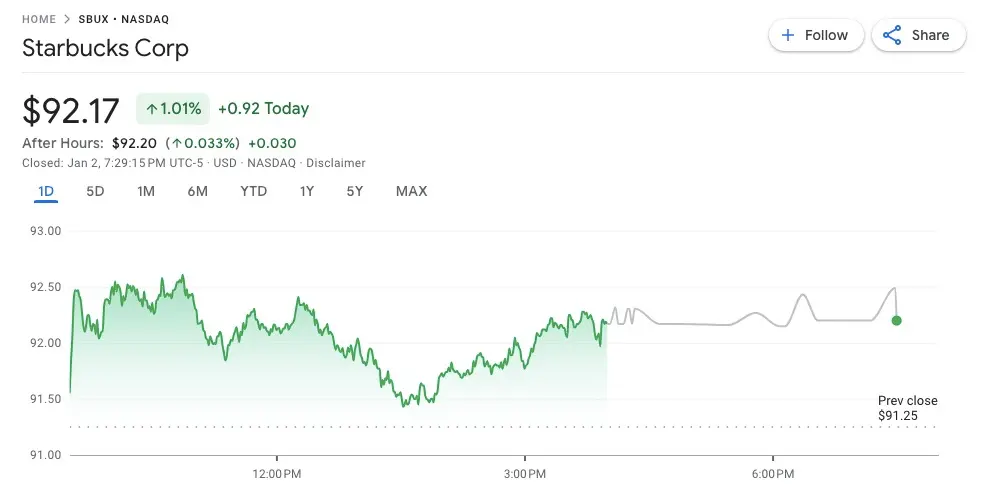 HOME > SBUX • NASDAQ
Starbucks Corp
+ Follow
Share
$92.17 ↑1.01% +0.92 Today
After Hours: $92.20 (↑0.033%) +0.030
Closed: Jan 2, 7:29:15 PM UTC-5 · USD · NASDAQ · Disclaimer
1D 5D 1M 6M YTD 1Y 5Y MAX
93.00
92.50
92.00
91.50
Prev close
$91.25
91.00
12:00 PM 3:00 PM 6:00 PM